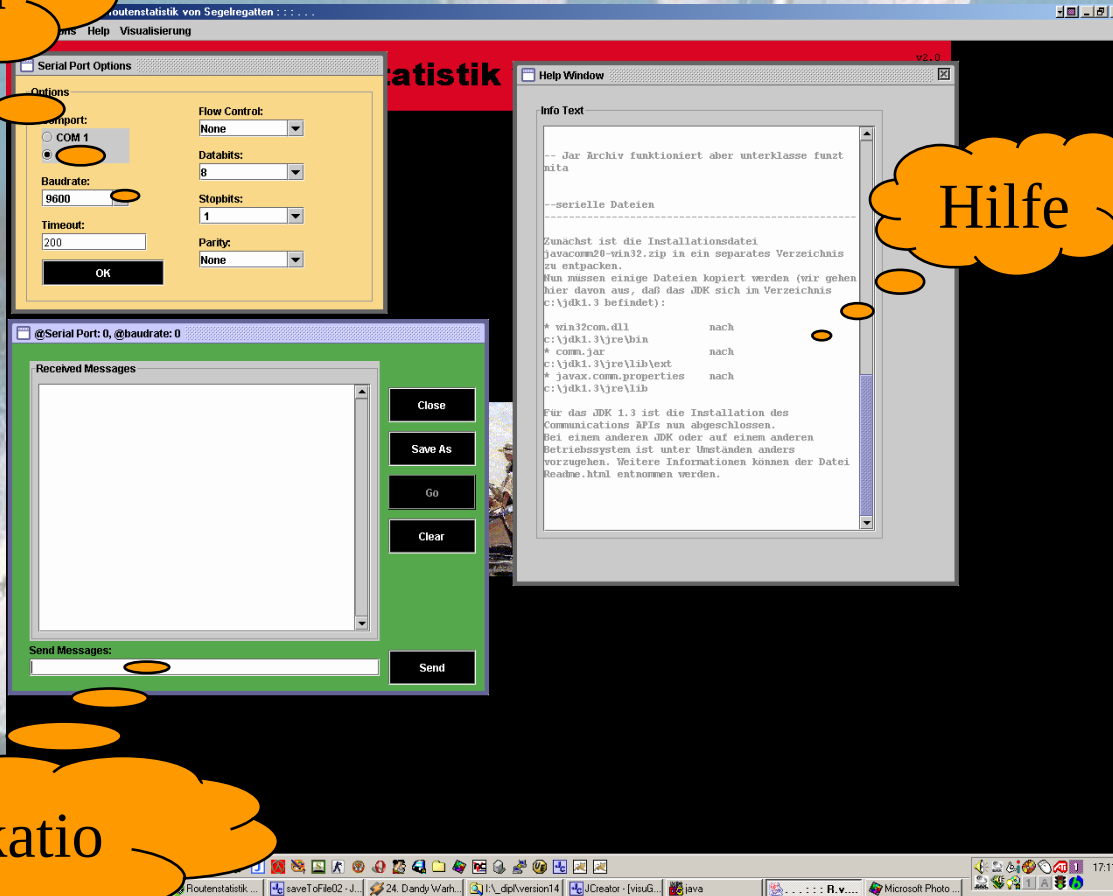 outenstatistik von Segelregatten : : : . . .
ns Help Visualisierung
v2.0
atistik
Serial Port Options
Options
omport:
COM 1
Baudrate:
9600
Timeout:
200
OK
Flow Control:
None
Databits:
8
Stopbits:
1
Parity:
None
Help Window
Info Text
-- Jar Archiv funktioniert aber unterklasse funzt
nita
--serielle Dateien
---------------------------------------------------
Zunächst ist die Installationsdatei
javacomm20-win32.zip in ein separates Verzeichnis
zu entpacken.
Nun müssen einige Dateien kopiert werden (wir gehen
hier davon aus, daß das JDK sich im Verzeichnis
c:\jdk1.3 befindet):
* win32com.dll nach
c:\jdk1.3\jre\bin
* comm.jar nach
c:\jdk1.3\jre\lib\ext
* javax.comm.properties nach
c:\jdk1.3\jre\lib
Für das JDK 1.3 ist die Installation des
Communications APIs nun abgeschlossen.
Bei einem anderen JDK oder auf einem anderen
Betriebssystem ist unter Umständen anders
vorzugehen. Weitere Informationen können der Datei
Readme.html entnommen werden.
Hilfe
@Serial Port: 0, @baudrate: 0
Received Messages
Close
Save As
Go
Clear
Send Messages:
Send
katio
17:1
Routenstatistik ...
saveToFile02 - J...
24. Dandy Warh...
I:\_dipl\version14
JCreator - [visuG...
java
. . . . : : : R.v....
Microsoft Photo ...